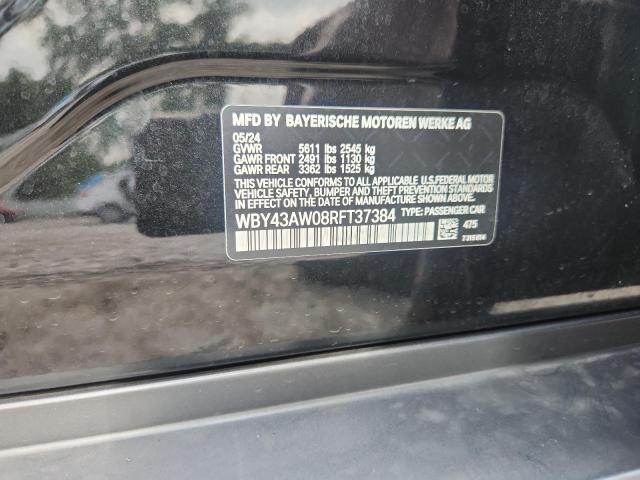 MFD BY BAYERISCHE MOTOREN WERKE AG
05/24
GVWR 5611 lbs 2545 kg
GAWR FRONT 2491 lbs 1130 kg
GAWR REAR 3362 lbs 1525 kg
THIS VEHICLE CONFORMS TO ALL APPLICABLE U.S.FEDERAL MOTOR
VEHICLE SAFETY, BUMPER, AND THEFT PREVENTION STANDARDS
IN EFFECT ON THE DATE OF MANUFACTURE SHOWN ABOVE.
WBY43AW08RFT37384 TYPE: PASSENGER CAR
475